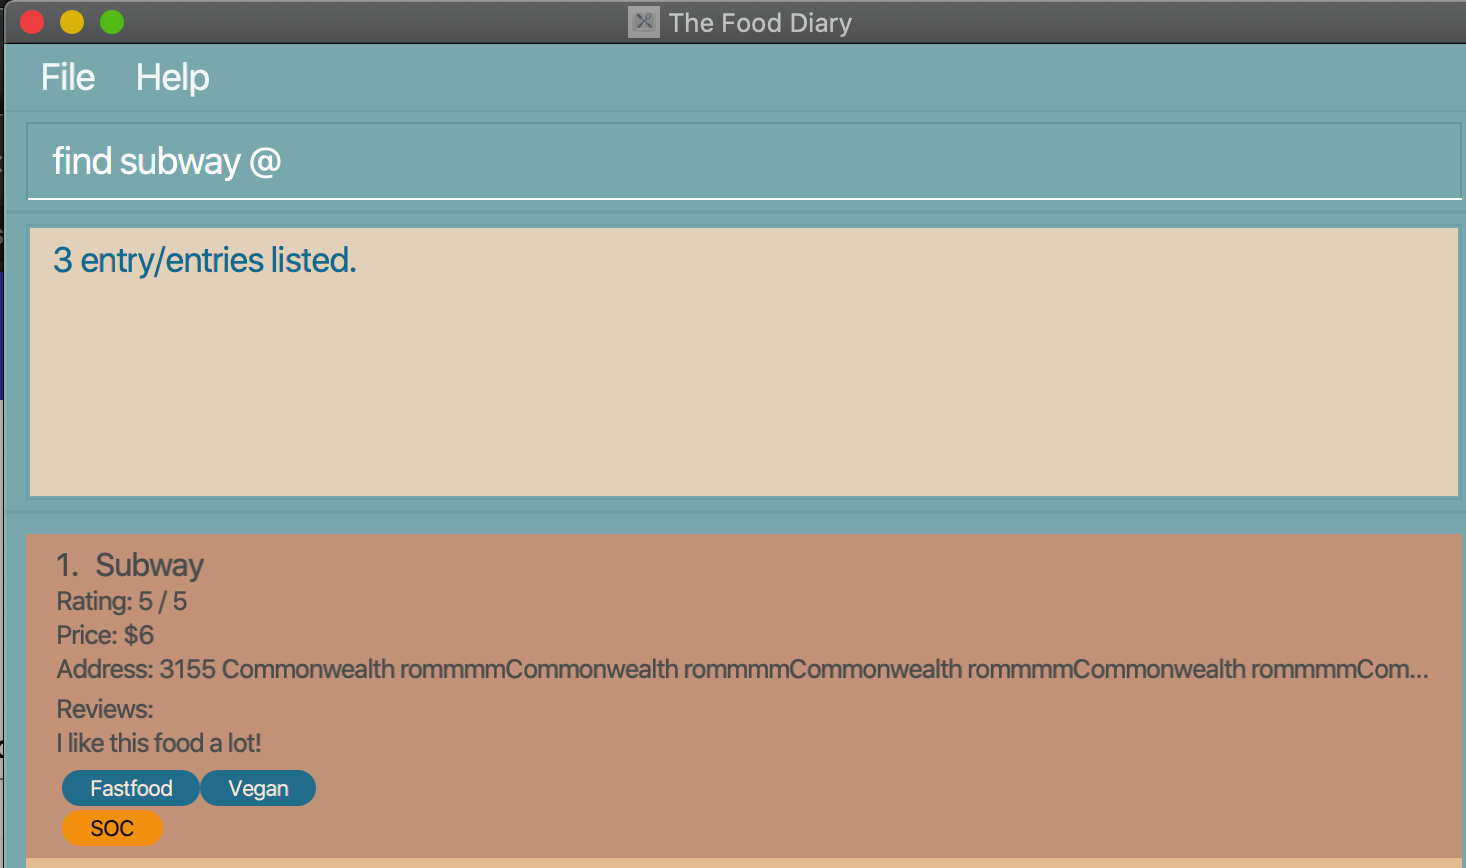 The Food Diary
File Help
find subway @
3 entry/entries listed.
1. Subway
Rating: 5 / 5
Price: $6
Address: 3155 Commonwealth rommmmCommonwealth rommmmCommonwealth rommmmCommonwealth rommmmCom...
Reviews:
I like this food a lot!
Fastfood Vegan
SOC